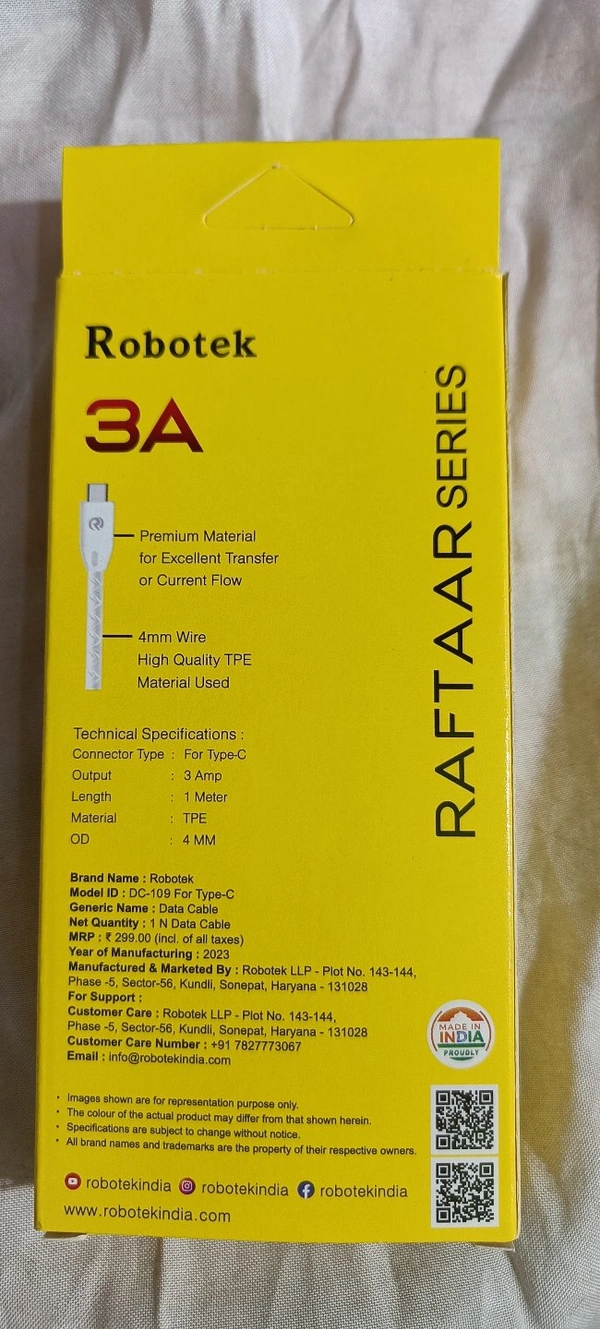 Robotek
3A
RAFTAAR SERIES
Premium Material
for Excellent Transfer
or Current Flow
4mm Wire
High Quality TPE
Material Used
Technical Specifications :
Connector Type : For Type-C
Output : 3 Amp
Length : 1 Meter
Material : TPE
OD : 4 MM
Brand Name : Robotek
Model ID : DC-109 For Type-C
Generic Name : Data Cable
Net Quantity : 1 N Data Cable
MRP : ₹ 299.00 (incl. of all taxes)
Year of Manufacturing : 2023
Manufactured & Marketed By : Robotek LLP - Plot No. 143-144,
Phase -5, Sector-56, Kundli, Sonepat, Haryana - 131028
For Support :
Customer Care : Robotek LLP - Plot No. 143-144,
Phase -5, Sector-56, Kundli, Sonepat, Haryana - 131028
Customer Care Number : +91 7827773067
Email : info@robotekindia.com
MADE IN
INDIA
PROUDLY
• Images shown are for representation purpose only.
• The colour of the actual product may differ from that shown herein.
• Specifications are subject to change without notice.
• All brand names and trademarks are the property of their respective owners.
robotekindia robotekindia robotekindia
www.robotekindia.com